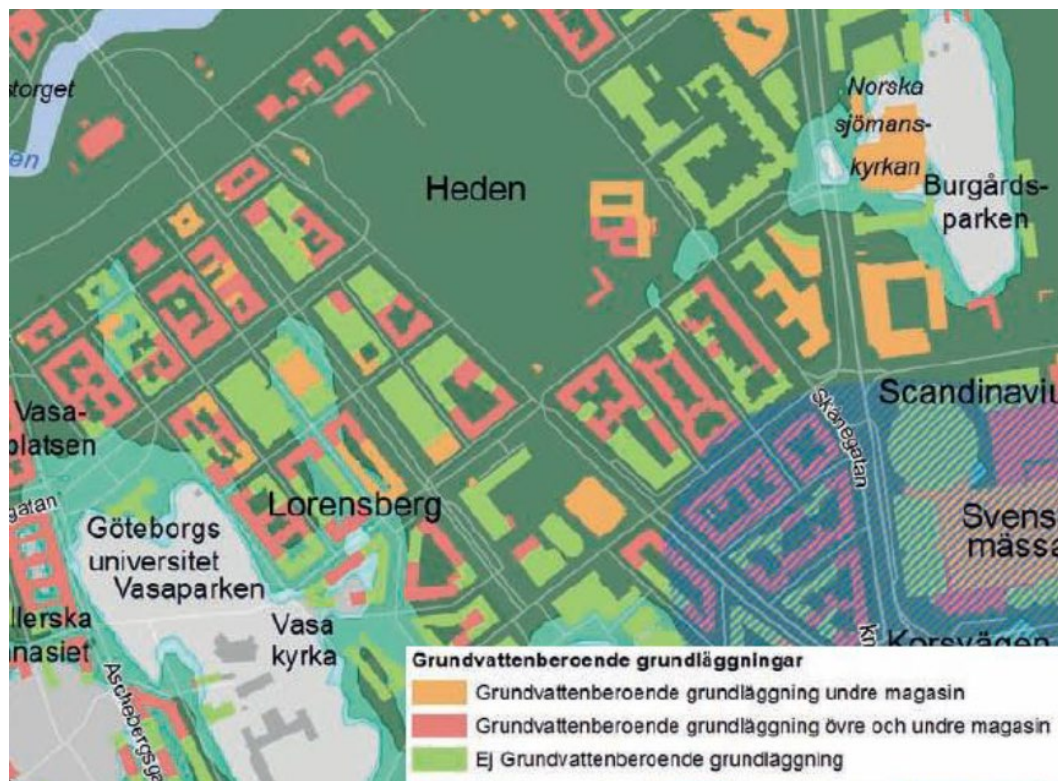 storget
en
Heden
Norska
sjömans-
kyrkan
Burgårds-
parken
Vasa-
platsen
Scandinaviu
Skånegatan
gatan
Lorensberg
Göteborgs
universitet
Vasaparken
Svens
mässa
llerska
nasiet
Vasa
kyrka
Korsvägen
Aschebergsga
Grundvattenberoende grundläggningar
Grundvattenberoende grundläggning undre magasin
Grundvattenberoende grundläggning övre och undre magasin
Ej Grundvattenberoende grundläggning